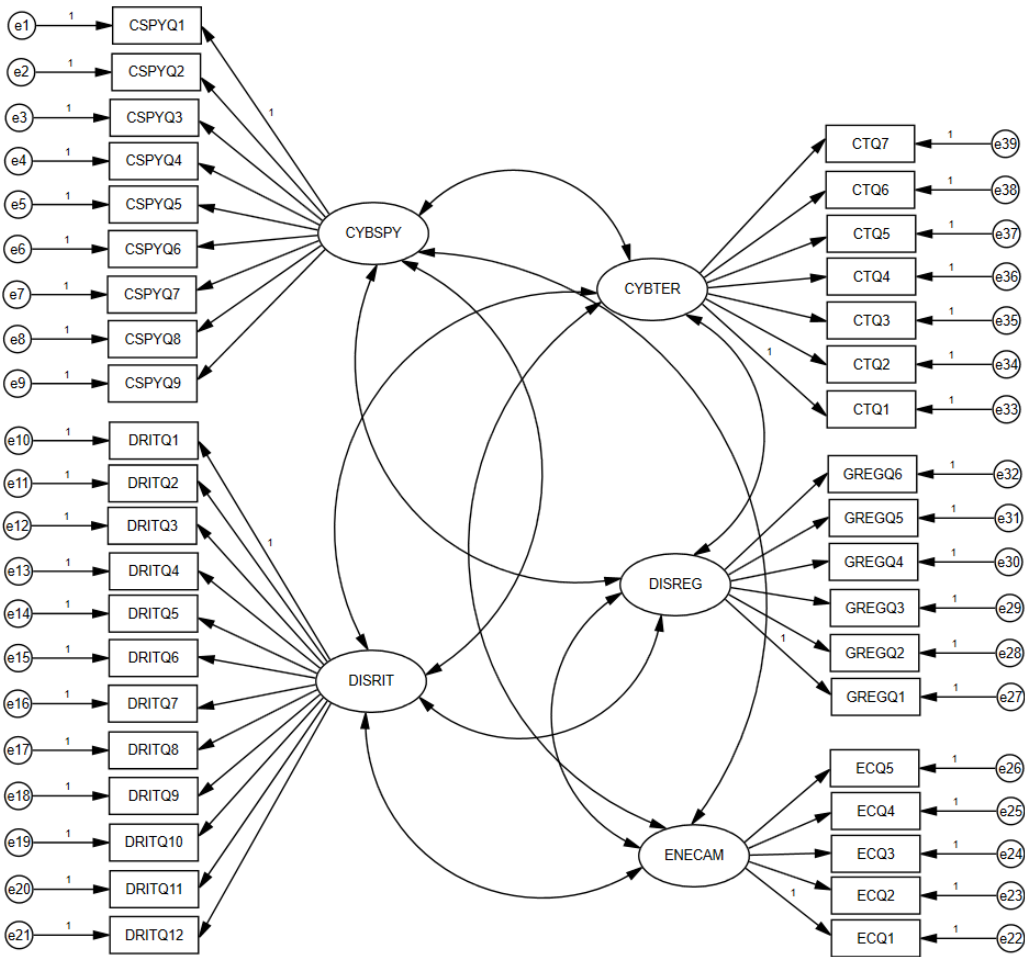 e1 1 CSPYQ1
e2 1 CSPYQ2
e3 1 CSPYQ3
e4 1 CSPYQ4
e5 1 CSPYQ5
e6 1 CSPYQ6
e7 1 CSPYQ7
e8 1 CSPYQ8
e9 1 CSPYQ9
1
CYBSPY
e10 1 DRITQ1
e11 1 DRITQ2
e12 1 DRITQ3
e13 1 DRITQ4
e14 1 DRITQ5
e15 1 DRITQ6
e16 1 DRITQ7
e17 1 DRITQ8
e18 1 DRITQ9
e19 1 DRITQ10
e20 1 DRITQ11
e21 1 DRITQ12
1
DISRIT
CYBTER
1
CTQ7 1 e39
CTQ6 1 e38
CTQ5 1 e37
CTQ4 1 e36
CTQ3 1 e35
CTQ2 1 e34
CTQ1 1 e33
DISREG
1
GREGQ6 1 e32
GREGQ5 1 e31
GREGQ4 1 e30
GREGQ3 1 e29
GREGQ2 1 e28
GREGQ1 1 e27
ENECAM
1
ECQ5 1 e26
ECQ4 1 e25
ECQ3 1 e24
ECQ2 1 e23
ECQ1 1 e22